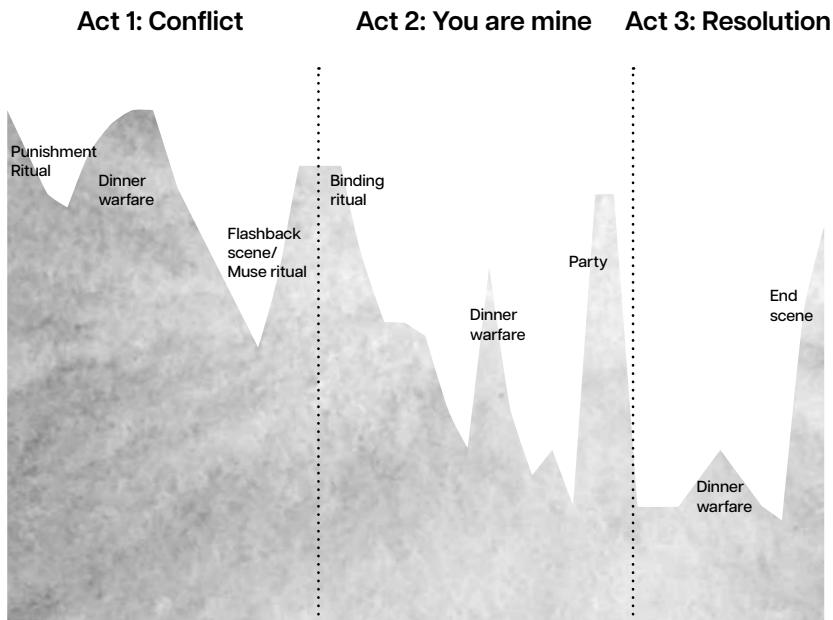 Act 1: Conflict
Act 2: You are mine
Act 3: Resolution
Punishment
Ritual
Dinner
warfare
Flashback
scene/
Muse ritual
Binding
ritual
Dinner
warfare
Party
Dinner
warfare
End
scene